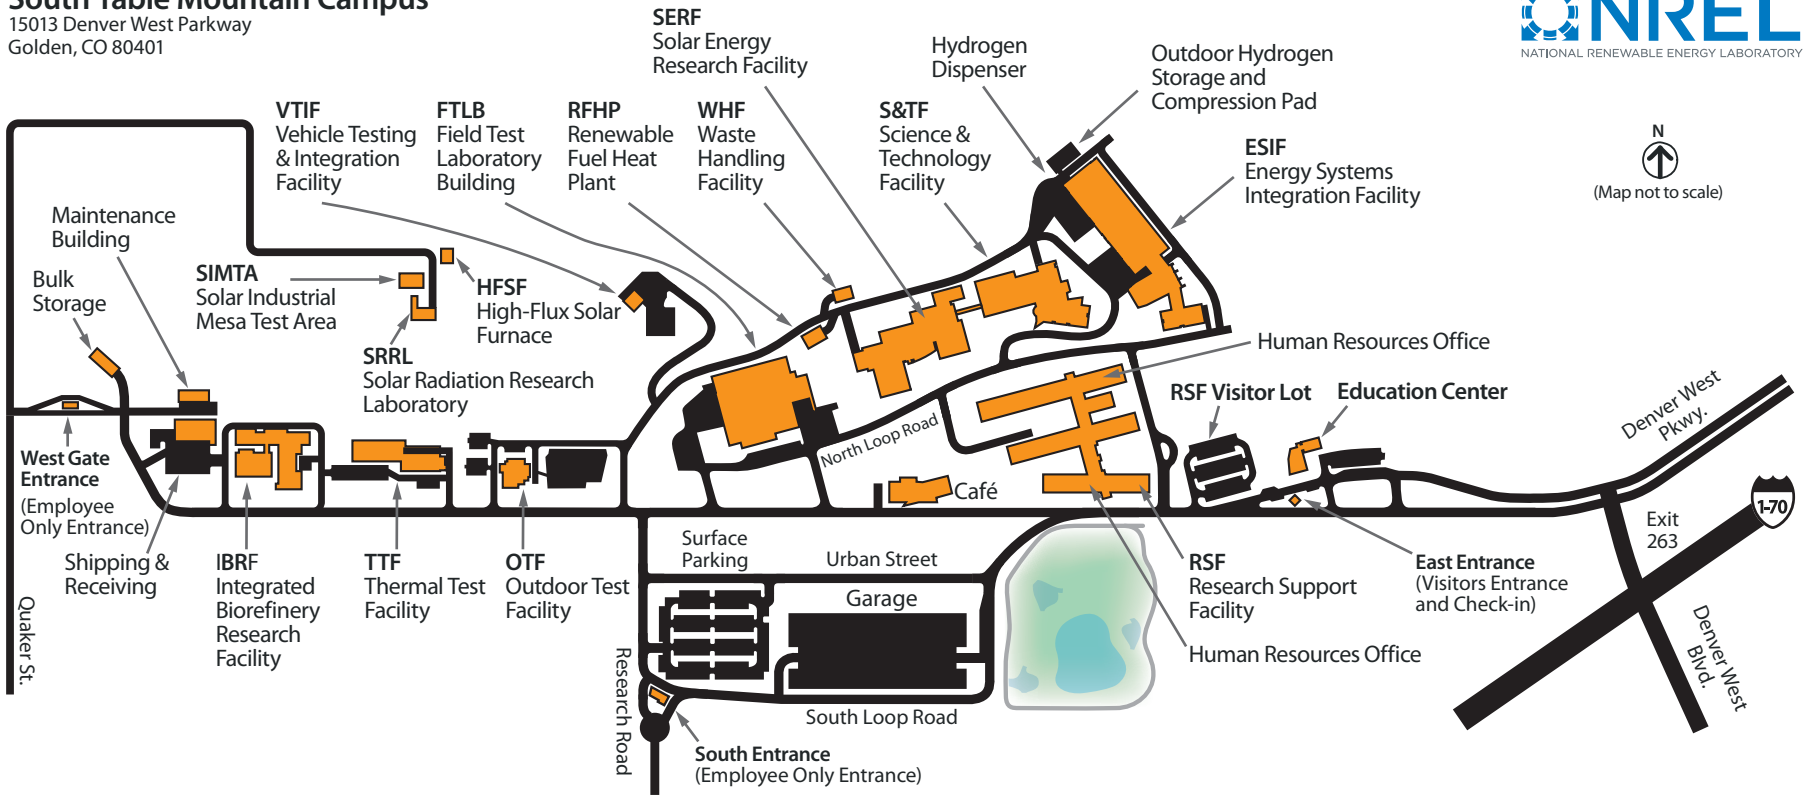 South Table Mountain Campus
15013 Denver West Parkway
Golden, CO 80401
NREL
NATIONAL RENEWABLE ENERGY LABORATORY
N
(Map not to scale)
SERF
Solar Energy
Research Facility
Hydrogen
Dispenser
Outdoor Hydrogen
Storage and
Compression Pad
VTIF
Vehicle Testing
& Integration
Facility
FTLB
Field Test
Laboratory
Building
RFHP
Renewable
Fuel Heat
Plant
WHF
Waste
Handling
Facility
S&TF
Science &
Technology
Facility
ESIF
Energy Systems
Integration Facility
Maintenance
Building
Bulk
Storage
SIMTA
Solar Industrial
Mesa Test Area
HFSF
High-Flux Solar
Furnace
SRRL
Solar Radiation Research
Laboratory
Human Resources Office
RSF Visitor Lot
Education Center
Denver West
Pkwy.
North Loop Road
Café
West Gate
Entrance
(Employee
Only Entrance)
Shipping &
Receiving
IBRF
Integrated
Biorefinery
Research
Facility
TTF
Thermal Test
Facility
OTF
Outdoor Test
Facility
Surface
Parking
Urban Street
Garage
RSF
Research Support
Facility
East Entrance
(Visitors Entrance
and Check-in)
Exit
263
1-70
Human Resources Office
Denver West
Blvd.
Quaker St.
Research Road
South Loop Road
South Entrance
(Employee Only Entrance)